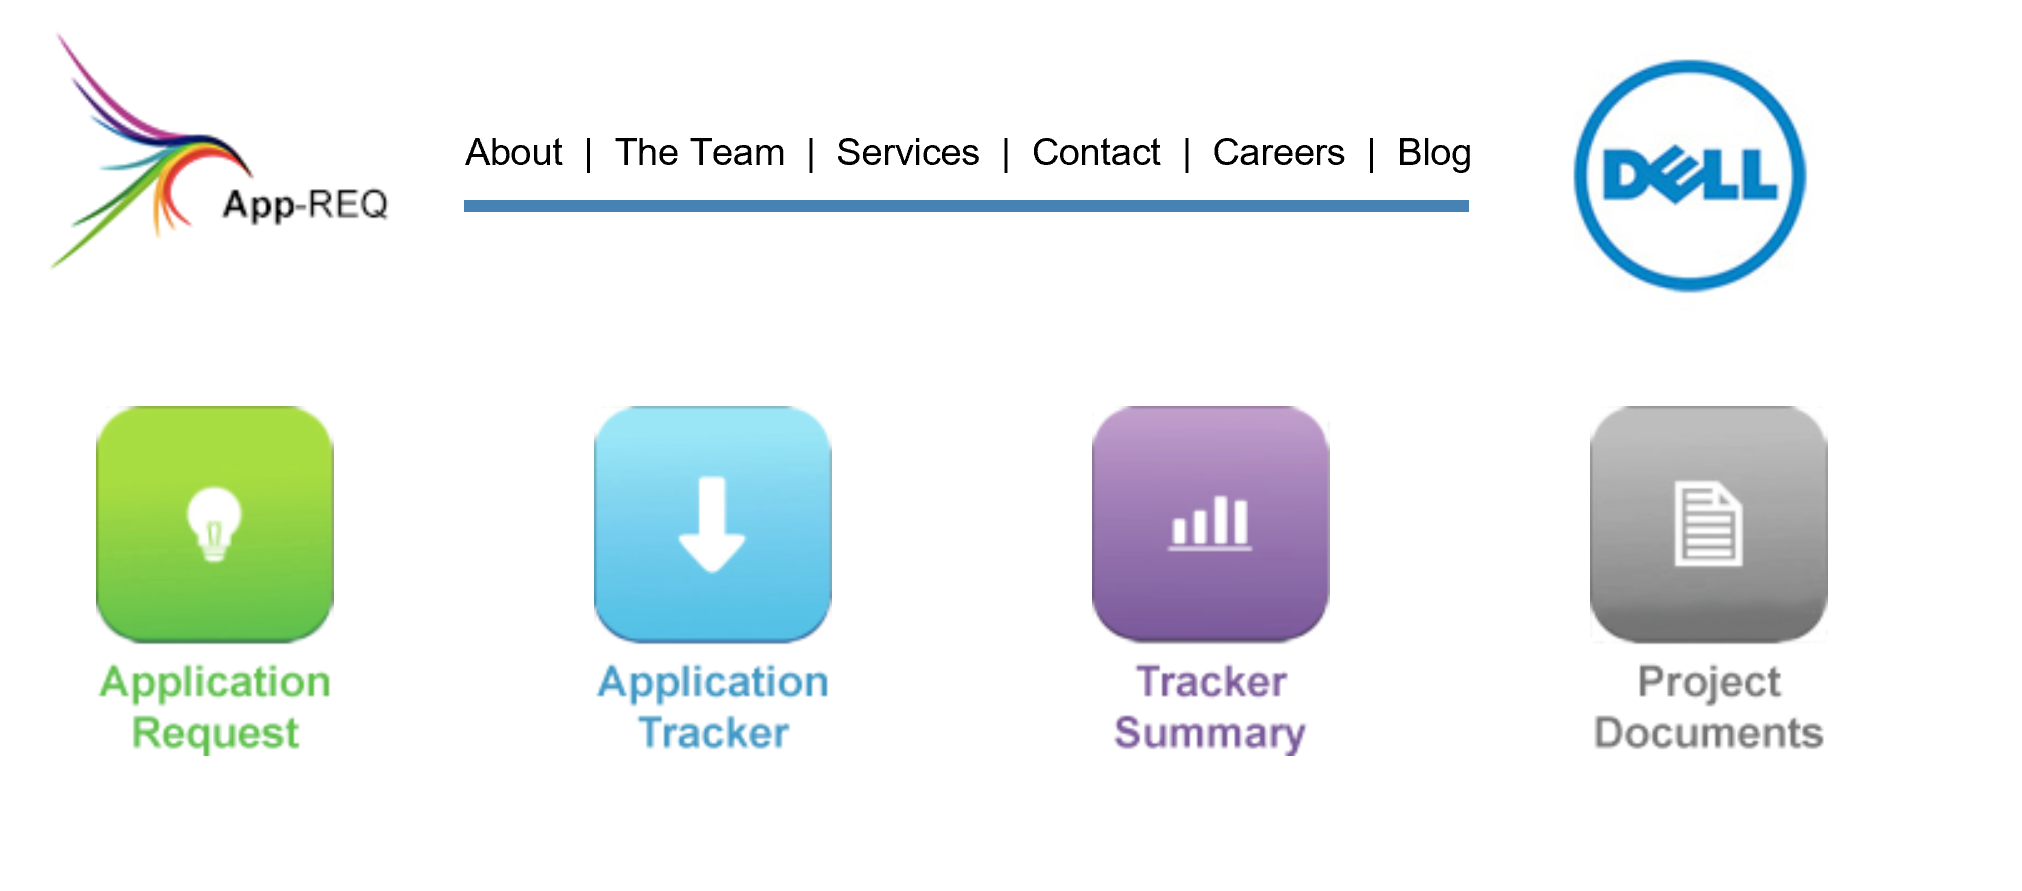 App-REQ
About | The Team | Services | Contact | Careers | Blog
DELL
Application
Request
Application
Tracker
Tracker
Summary
Project
Documents